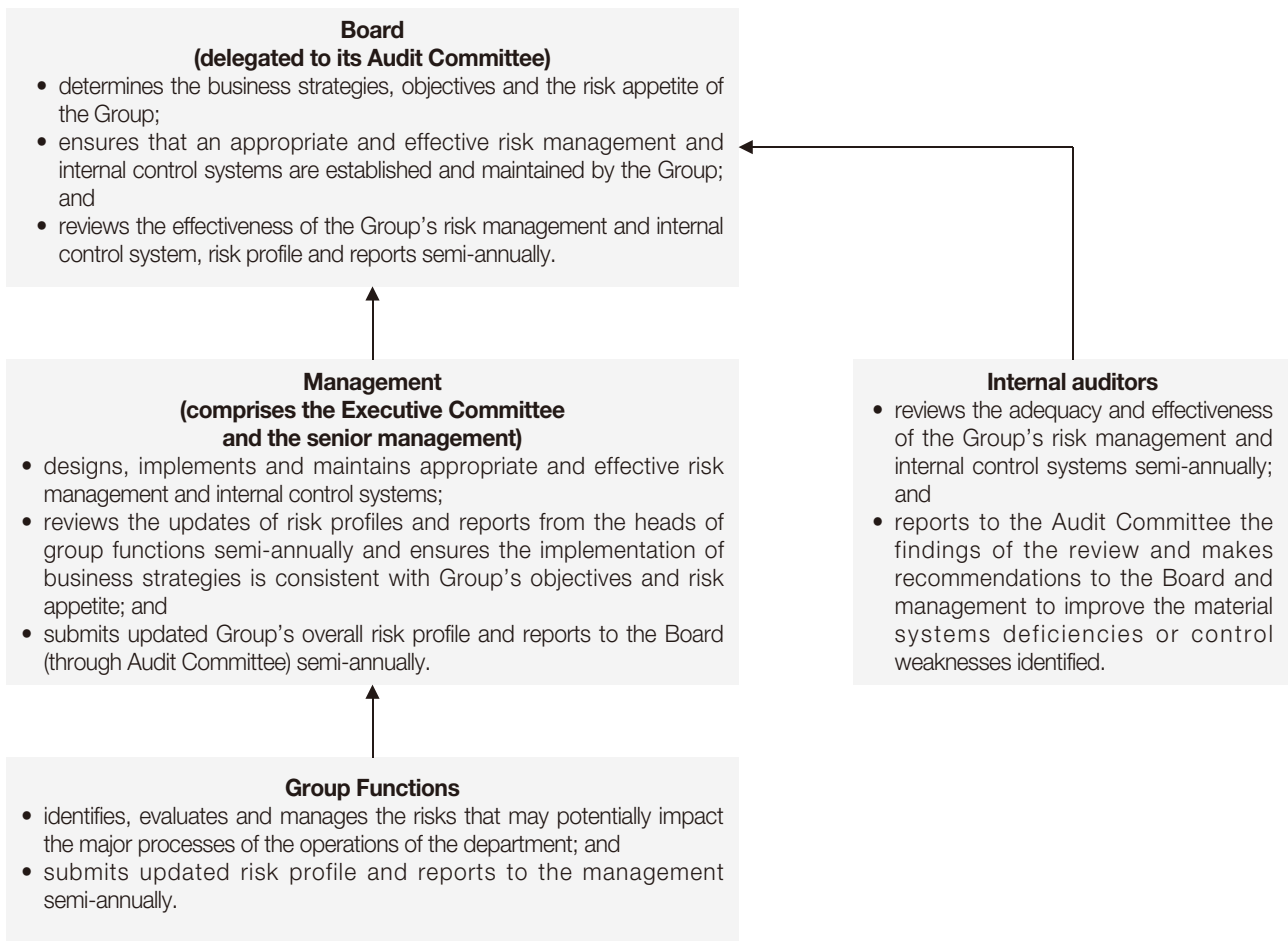 Board
(delegated to its Audit Committee)
• determines the business strategies, objectives and the risk appetite of
the Group;
• ensures that an appropriate and effective risk management and
internal control systems are established and maintained by the Group;
and
• reviews the effectiveness of the Group's risk management and internal
control system, risk profile and reports semi-annually.
Management
(comprises the Executive Committee
and the senior management)
• designs, implements and maintains appropriate and effective risk
management and internal control systems;
• reviews the updates of risk profiles and reports from the heads of
group functions semi-annually and ensures the implementation of
business strategies is consistent with Group's objectives and risk
appetite; and
• submits updated Group's overall risk profile and reports to the Board
(through Audit Committee) semi-annually.
Internal auditors
• reviews the adequacy and effectiveness
of the Group's risk management and
internal control systems semi-annually;
and
• reports to the Audit Committee the
findings of the review and makes
recommendations to the Board and
management to improve the material
systems deficiencies or control
weaknesses identified.
Group Functions
• identifies, evaluates and manages the risks that may potentially impact
the major processes of the operations of the department; and
• submits updated risk profile and reports to the management
semi-annually.